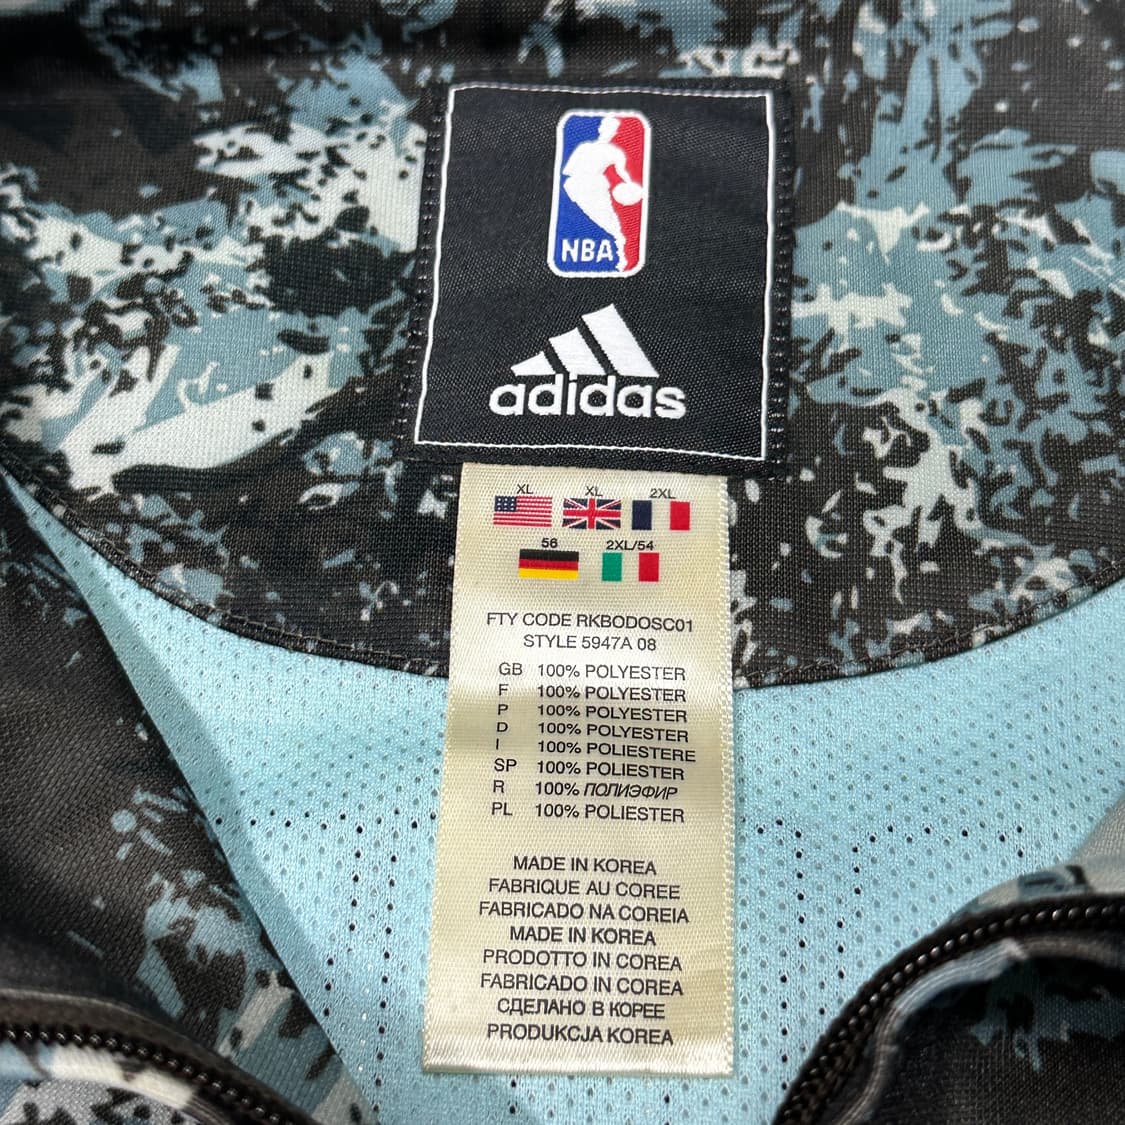 NBA
adidas
XL XL 2XL
56 2XL/54
FTY CODE RKBODOSC01
STYLE 5947A 08
GB 100% POLYESTER
F 100% POLYESTER
P 100% POLYESTER
D 100% POLYESTER
I 100% POLIESTERE
SP 100% POLIESTER
R 100% ПОЛИЭФИР
PL 100% POLIESTER
MADE IN KOREA
FABRIQUE AU COREE
FABRICADO NA COREIA
MADE IN KOREA
PRODOTTO IN COREA
FABRICADO IN COREA
СДЕЛАНО В КОРЕЕ
PRODUKCJA KOREA